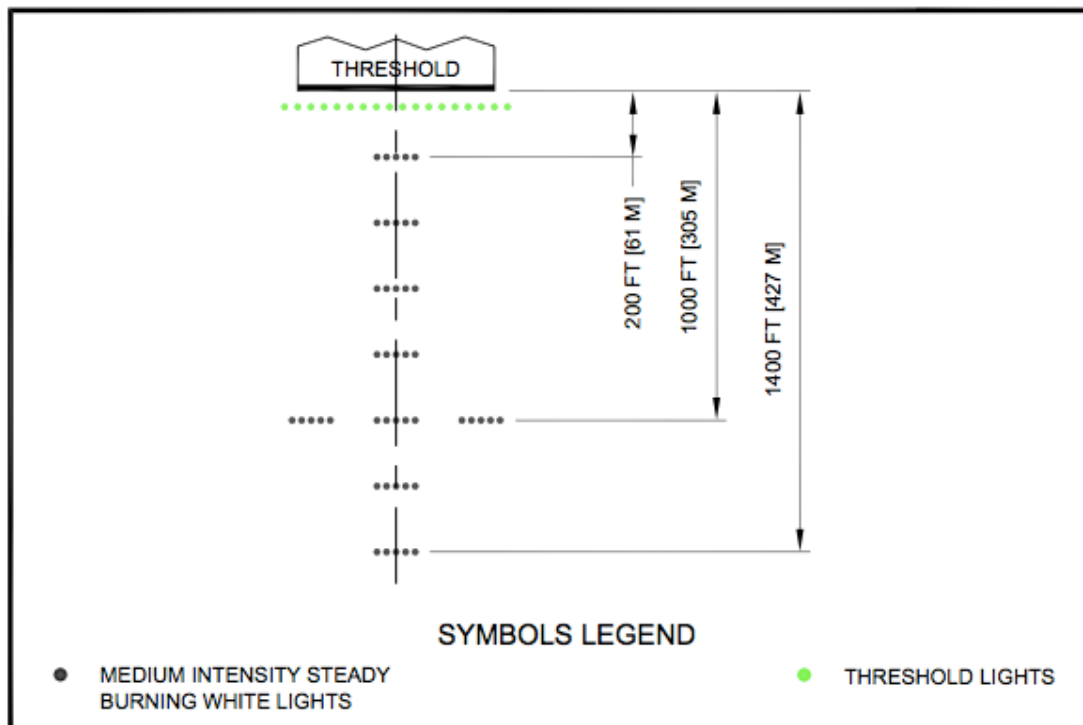 THRESHOLD
200 FT [61 M]
1000 FT [305 M]
1400 FT [427 M]
SYMBOLS LEGEND
MEDIUM INTENSITY STEADY
BURNING WHITE LIGHTS
THRESHOLD LIGHTS